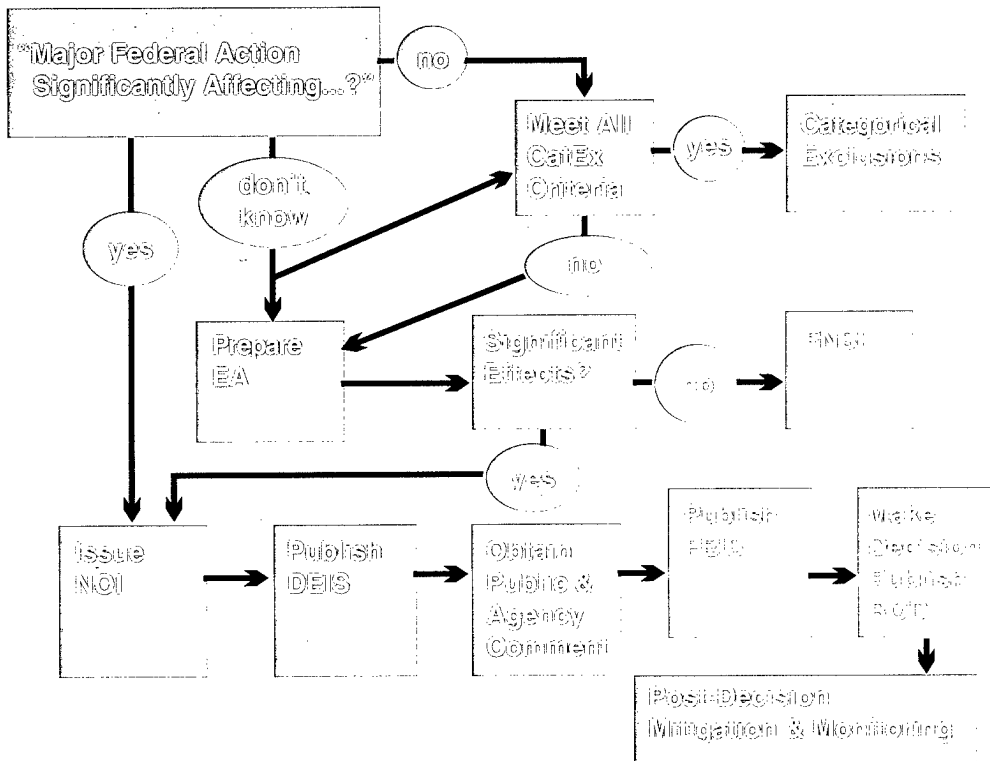 "Major Federal Action
Significantly Affecting...?"
no
Meet All
CatEx
Criteria
yes
Categorical
Exclusions
don't
know
yes
no
Prepare
EA
Significant
Effects?
no
FNSI
yes
Issue
NOI
Publish
DEIS
Obtain
Public &
Agency
Comment
Publish
FEIS
Make
Decision
Publish
ROD
Post-Decision
Mitigation & Monitoring